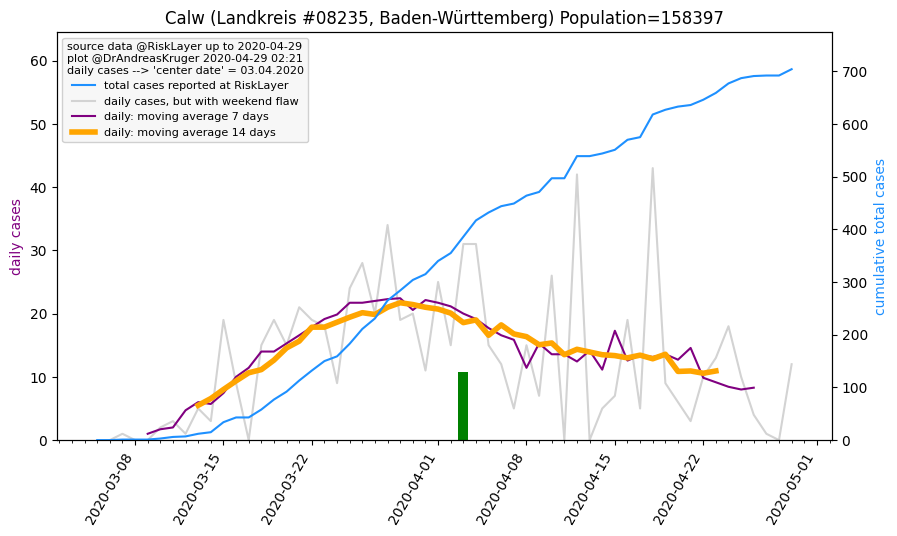 Calw (Landkreis #08235, Baden-Württemberg) Population=158397
source data @RiskLayer up to 2020-04-29
plot @DrAndreasKruger 2020-04-29 02:21
daily cases --> 'center date' = 03.04.2020
total cases reported at RiskLayer
daily cases, but with weekend flaw
daily: moving average 7 days
daily: moving average 14 days
daily cases
60
50
40
30
20
10
0
cumulative total cases
700
600
500
400
300
200
100
0
2020-03-08
2020-03-15
2020-03-22
2020-04-01
2020-04-08
2020-04-15
2020-04-22
2020-05-01